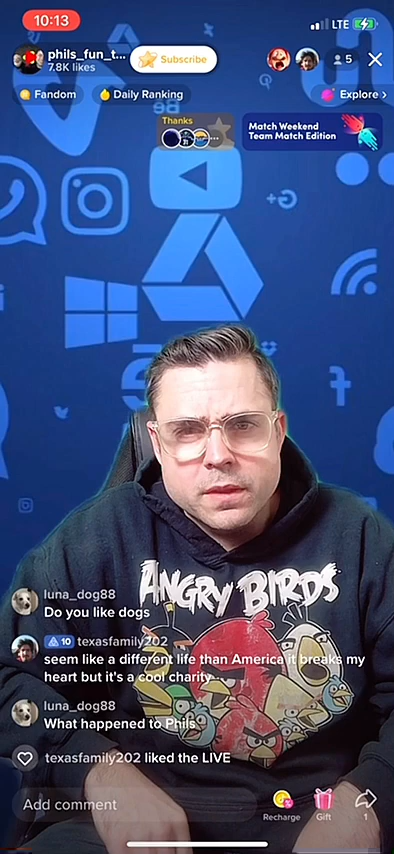 10:13
LTE
phils_fun_t...
7.8K likes
Subscribe
5
Fandom
Daily Ranking
Explore
Thanks
Match Weekend
Team Match Edition
G+
ANGRY BIRDS
luna_dog88
Do you like dogs
10 texasfamily202
seem like a different life than America it breaks my
heart but it's a cool charity
luna_dog88
What happened to Phils
texasfamily202 liked the LIVE
Add comment
Recharge
Gift
1